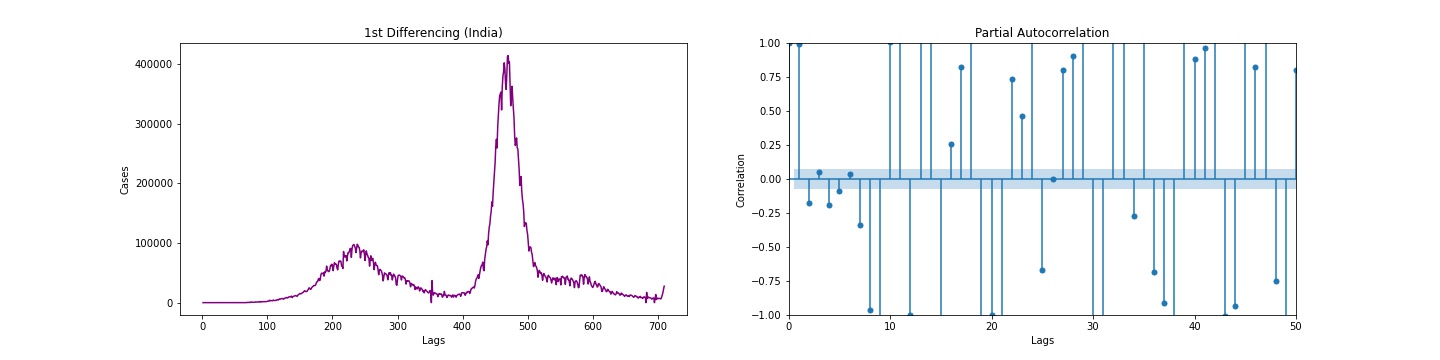 1st Differencing (India)
400000
300000
200000
100000
0
Cases
0 100 200 300 400 500 600 700
Lags
Partial Autocorrelation
1.00
0.75
0.50
0.25
0.00
−0.25
−0.50
−0.75
−1.00
Correlation
0 10 20 30 40 50
Lags